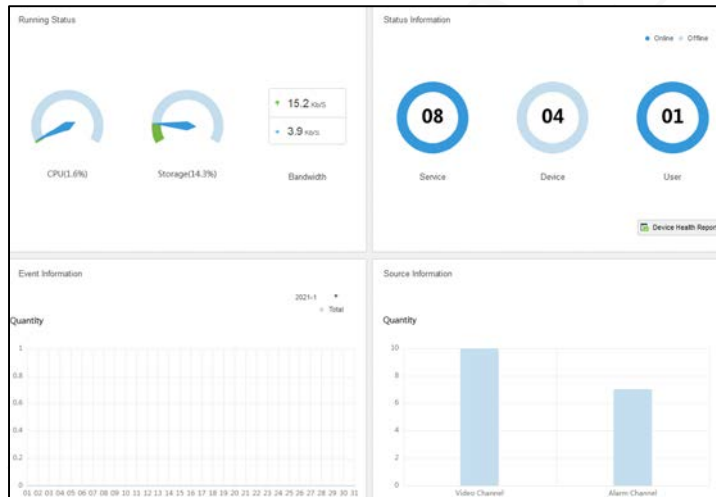 Running Status
15.2 Kb/S
3.9 Kb/S
CPU(1.6%)
Storage(14.3%)
Bandwidth
Status Information
Online Offline
08
04
01
Service
Device
User
Device Health Report
Event Information
2021-1
Total
Quantity
1
0.8
0.6
0.4
0.2
0
01 02 03 04 05 06 07 08 09 10 11 12 13 14 15 16 17 18 19 20 21 22 23 24 25 26 27 28 29 30 31
Source Information
Quantity
10
8
6
4
2
0
Video Channel
Alarm Channel